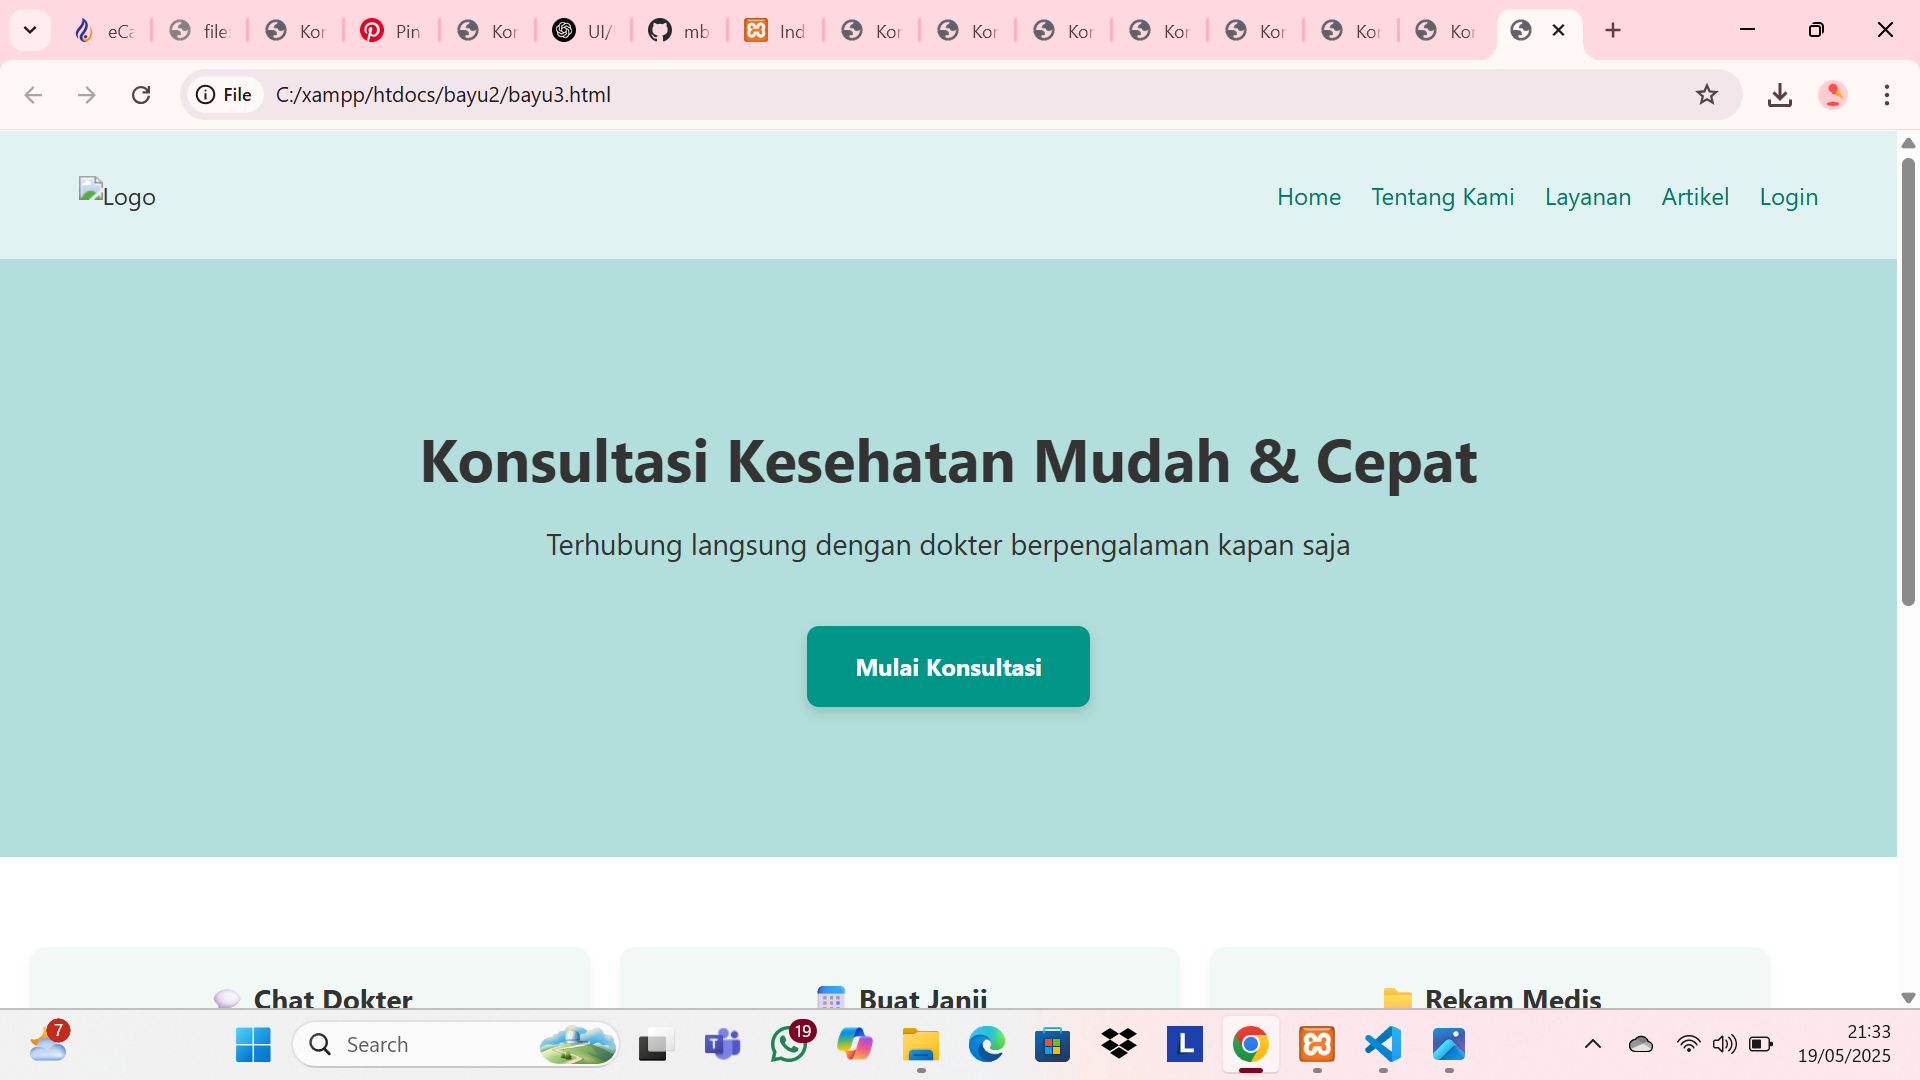 eCa
file:
Kor
Pin
Kor
UI/
mb
Ind
Kor
Kor
Kor
Kor
Kor
Kor
Kor
File
C:/xampp/htdocs/bayu2/bayu3.html
Logo
Home
Tentang Kami
Layanan
Artikel
Login
Konsultasi Kesehatan Mudah & Cepat
Terhubung langsung dengan dokter berpengalaman kapan saja
Mulai Konsultasi
Chat Dokter
Buat Janji
Rekam Medis
7
Search
T
19
L
21:33
19/05/2025